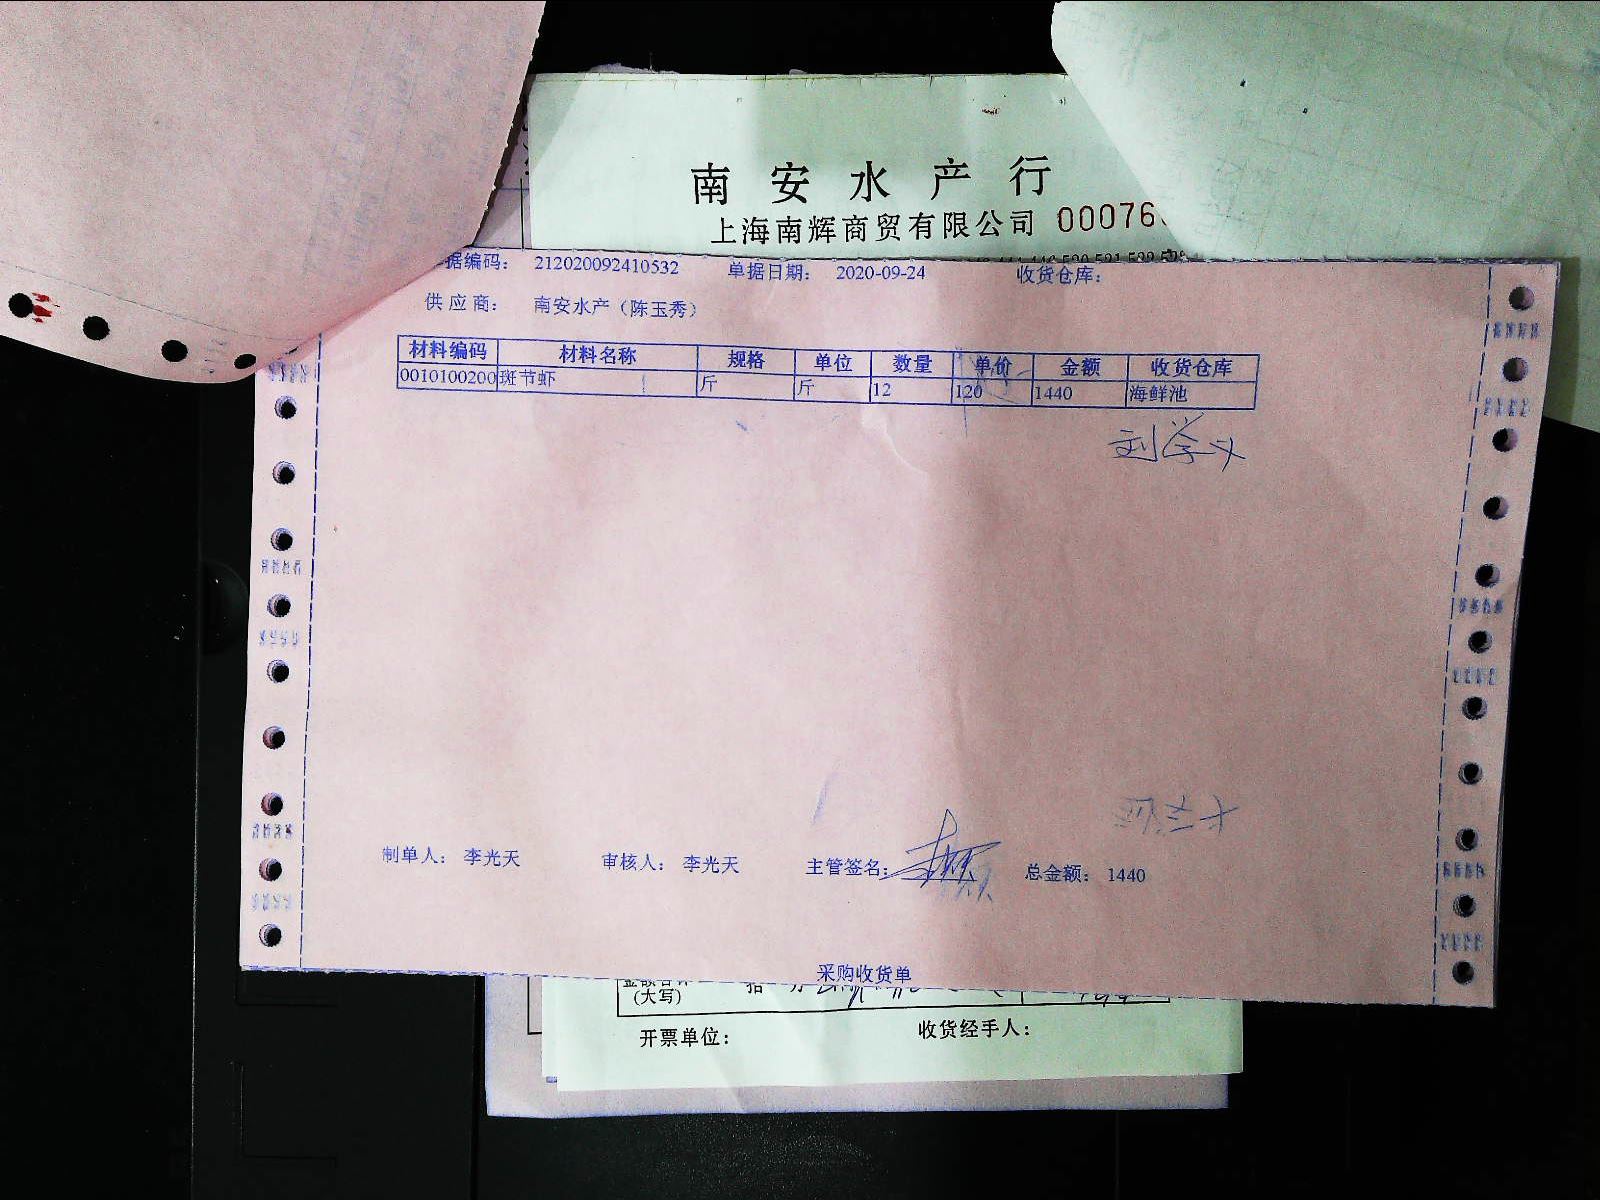 南安水产行
上海南辉商贸有限公司 00076
据编码： 212020092410532 单据日期： 2020-09-24 收货仓库：
供应商： 南安水产（陈玉秀）
材料编码 材料名称 规格 单位 数量 单价 金额 收货仓库
0010100200 斑节虾 斤 斤 12 120 1440 海鲜池
刘学义
制单人： 李光天 审核人： 李光天 主管签名： 总金额： 1440
采购收货单
(大写)
开票单位： 收货经手人：